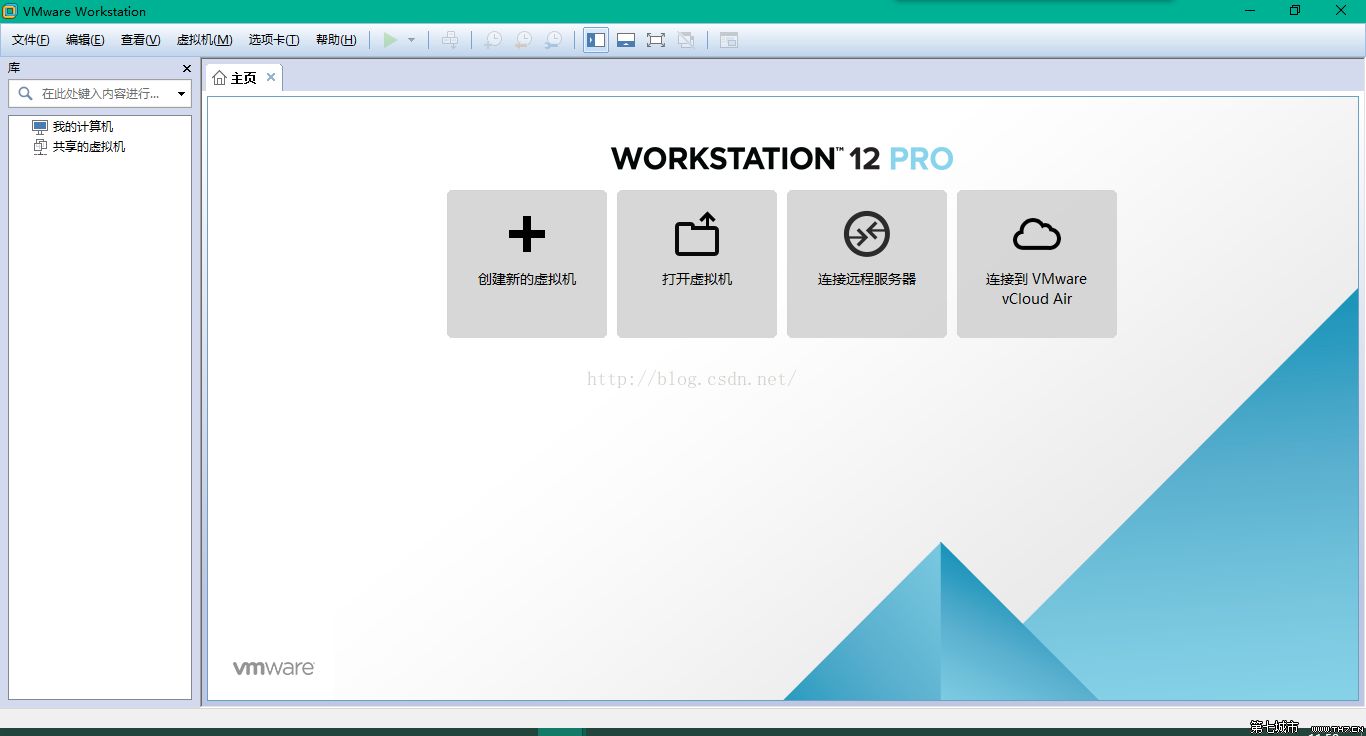 VMware Workstation
文件(F) 编辑(E) 查看(V) 虚拟机(M) 选项卡(T) 帮助(H)
库
在此处键入内容进行...
我的计算机
共享的虚拟机
主页
WORKSTATION™ 12 PRO
创建新的虚拟机
打开虚拟机
连接远程服务器
连接到 VMware
vCloud Air
http://blog.csdn.net/
vmware
第七城市 www.TH7.CN